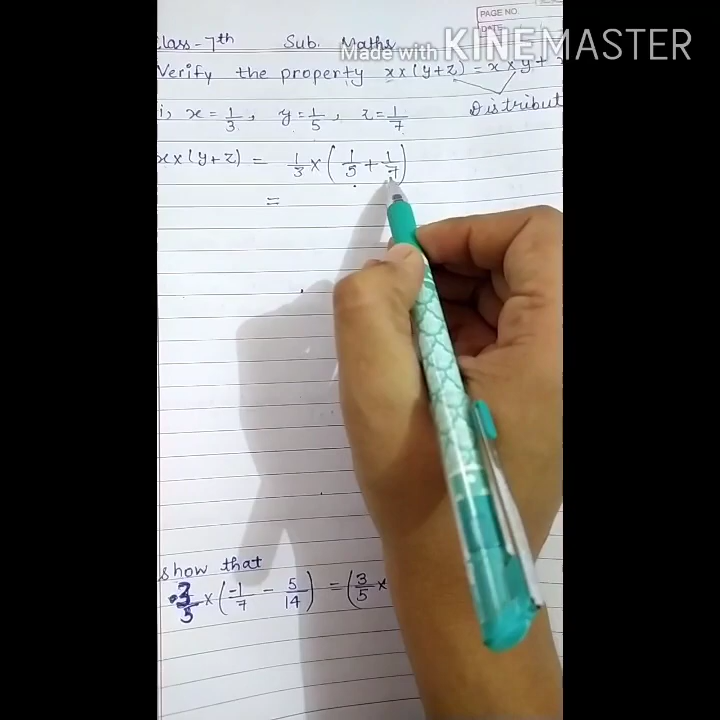 PAGE NO.
DATE
Class - 7th Sub. Maths
Made with KINEMASTER
Verify the property x × (y + z) = x × y +
Distribut
i, x = 1/3, y = 1/5, z = 1/7
x × (y + z) = 1/3 × (1/5 + 1/7)
=
show that
3/5 × (-1/7 - 5/14) = (3/5 ×